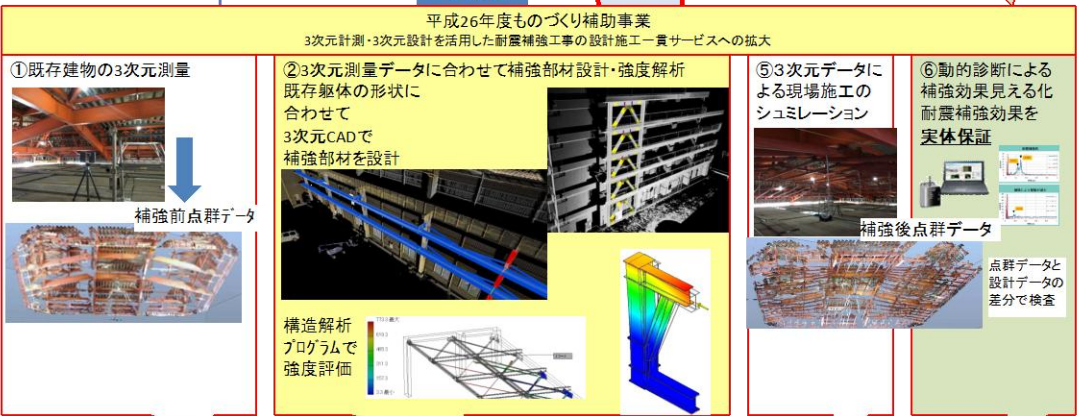 平成26年度ものづくり補助事業
3次元計測・3次元設計を活用した耐震補強工事の設計施工一貫サービスへの拡大
①既存建物の3次元測量
補強前点群データ
②3次元測量データに合わせて補強部材設計・強度解析
既存躯体の形状に
合わせて
3次元CADで
補強部材を設計
構造解析
プログラムで
強度評価
⑤3次元データに
よる現場施工の
シュミレーション
補強後点群データ
点群データと
設計データの
差分で検査
⑥動的診断による
補強効果見える化
耐震補強効果を
実体保証